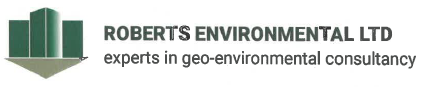 ROBERTS ENVIRONMENTAL LTD
experts in geo-environmental consultancy